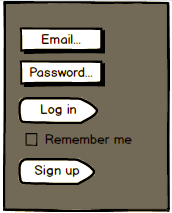 Email...
Password...
Log in
Remember me
Sign up